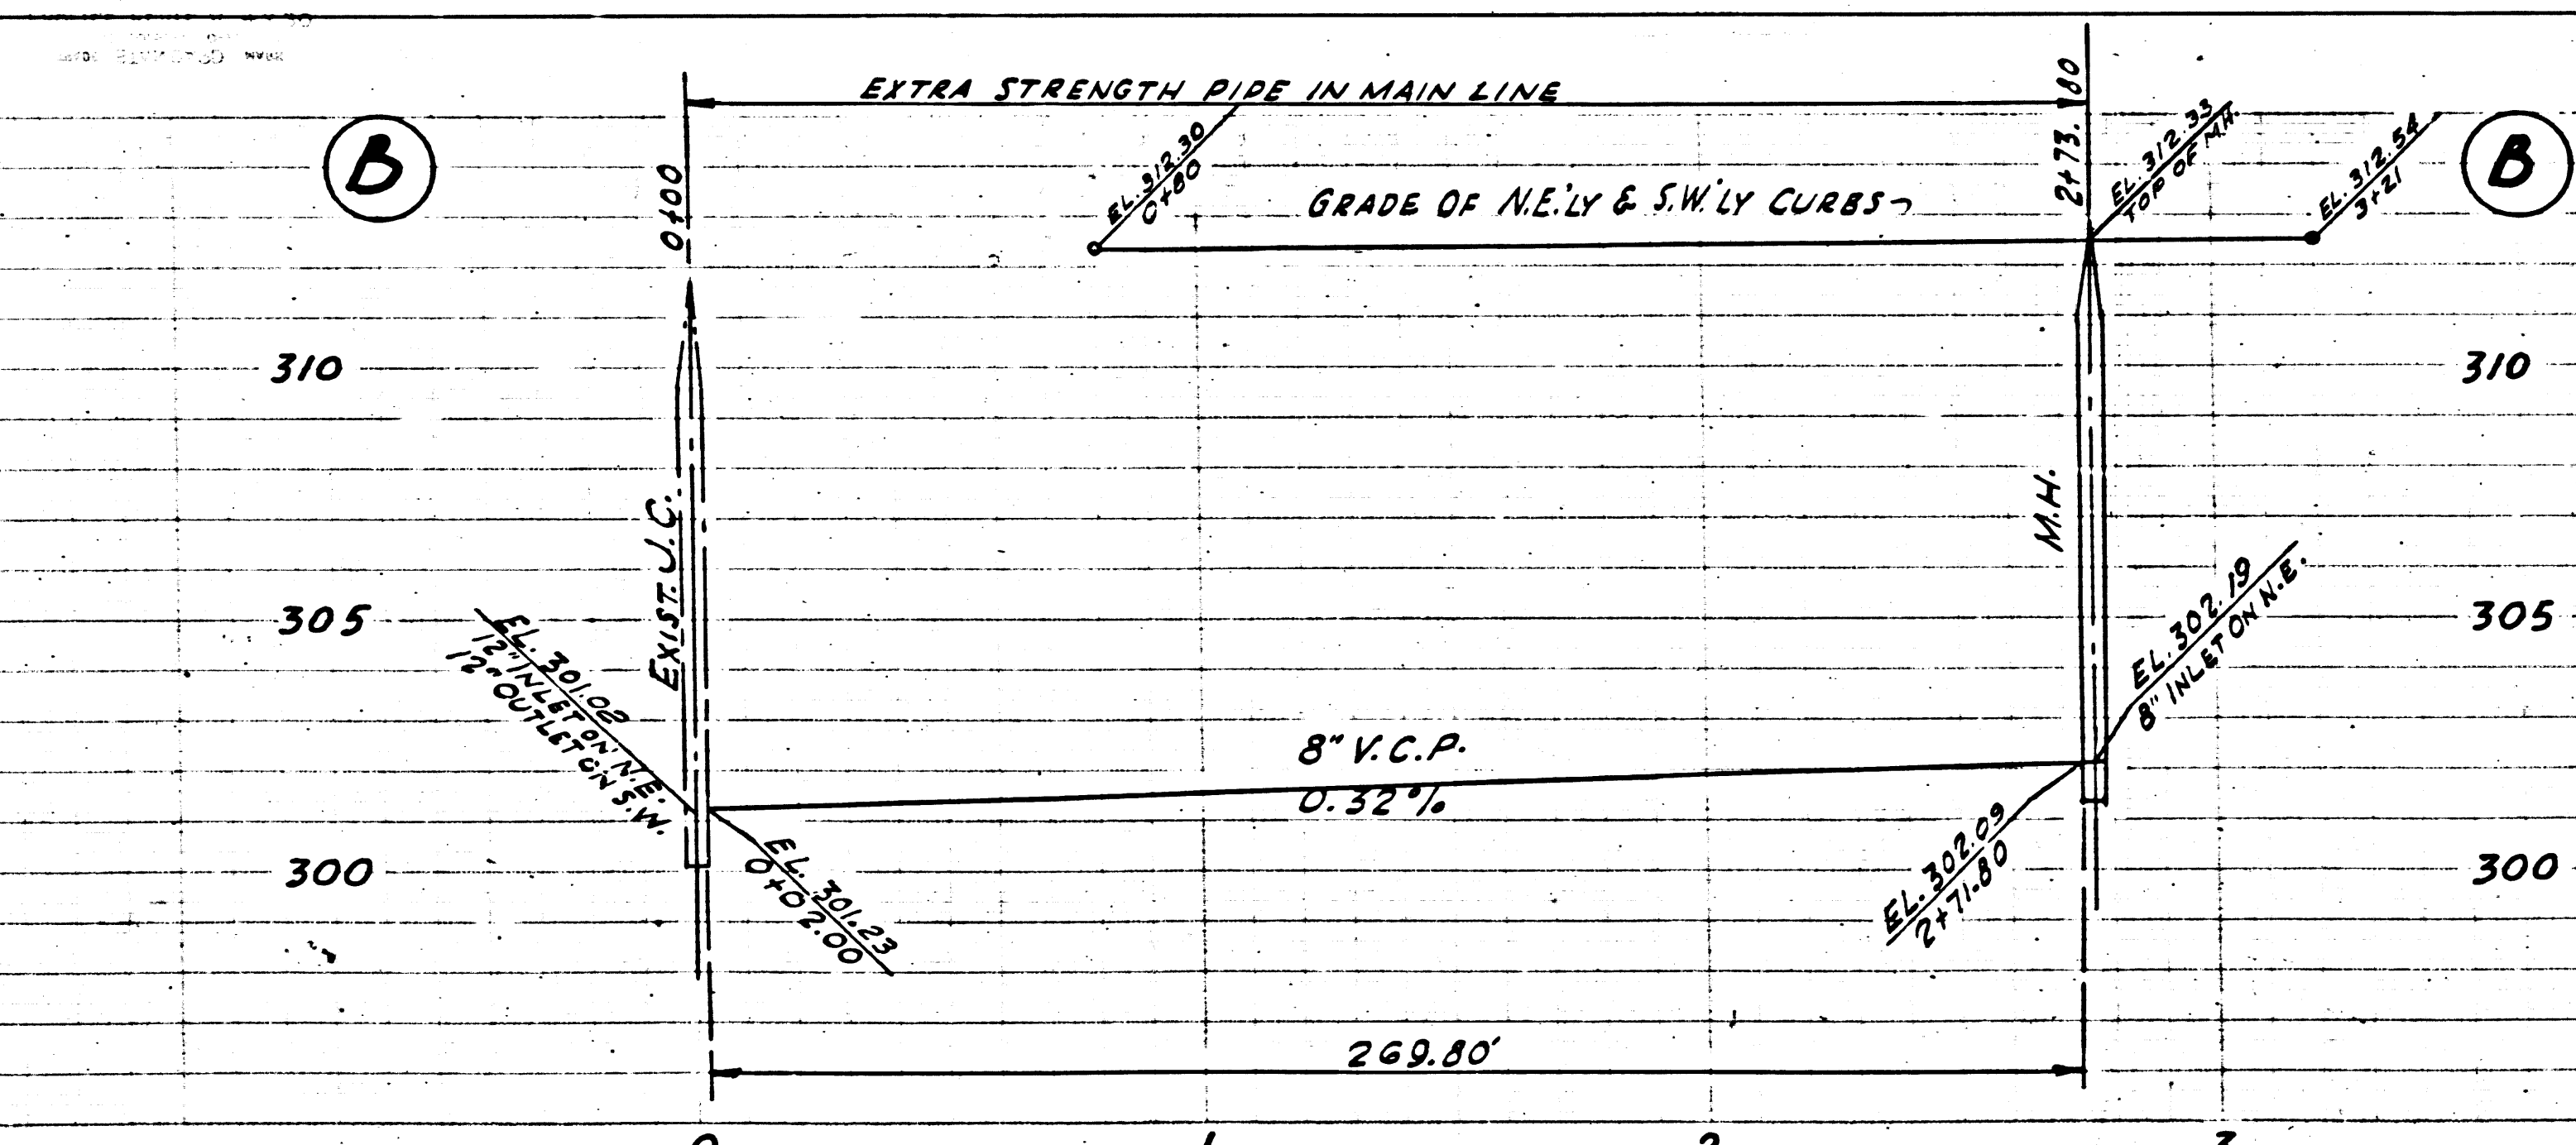 EXTRA STRENGTH PIPE IN MAIN LINE
B
0+00
EL. 312.30
0+80
GRADE OF N.E.'LY & S.W.'LY CURBS
2+73.80
EL. 312.33
TOP OF M.H.
EL. 312.54
3+21
B
310
310
EXIST. J.C.
M.H.
305
305
EL. 301.02
12" INLET ON N.E.
12" OUTLET ON S.W.
EL. 302.19
8" INLET ON N.E.
8" V.C.P.
0.32%
300
300
EL. 301.23
0+02.00
EL. 302.09
2+71.80
269.80'
0 1 2 3